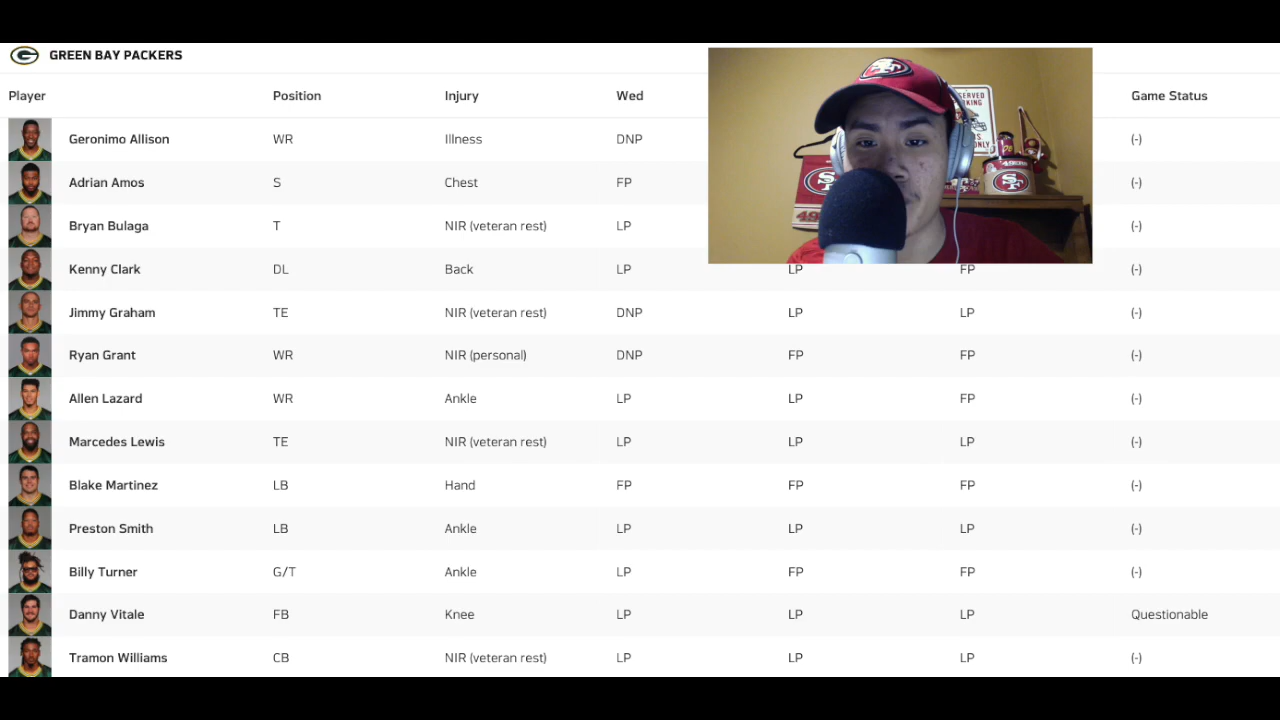 GREEN BAY PACKERS
Player Position Injury Wed Game Status
Geronimo Allison WR Illness DNP (-)
Adrian Amos S Chest FP (-)
Bryan Bulaga T NIR (veteran rest) LP (-)
Kenny Clark DL Back LP LP FP (-)
Jimmy Graham TE NIR (veteran rest) DNP LP LP (-)
Ryan Grant WR NIR (personal) DNP FP FP (-)
Allen Lazard WR Ankle LP LP FP (-)
Marcedes Lewis TE NIR (veteran rest) LP LP LP (-)
Blake Martinez LB Hand FP FP FP (-)
Preston Smith LB Ankle LP LP LP (-)
Billy Turner G/T Ankle LP FP FP (-)
Danny Vitale FB Knee LP LP LP Questionable
Tramon Williams CB NIR (veteran rest) LP LP LP (-)
SF
SF
49ERS
SF
ONLY